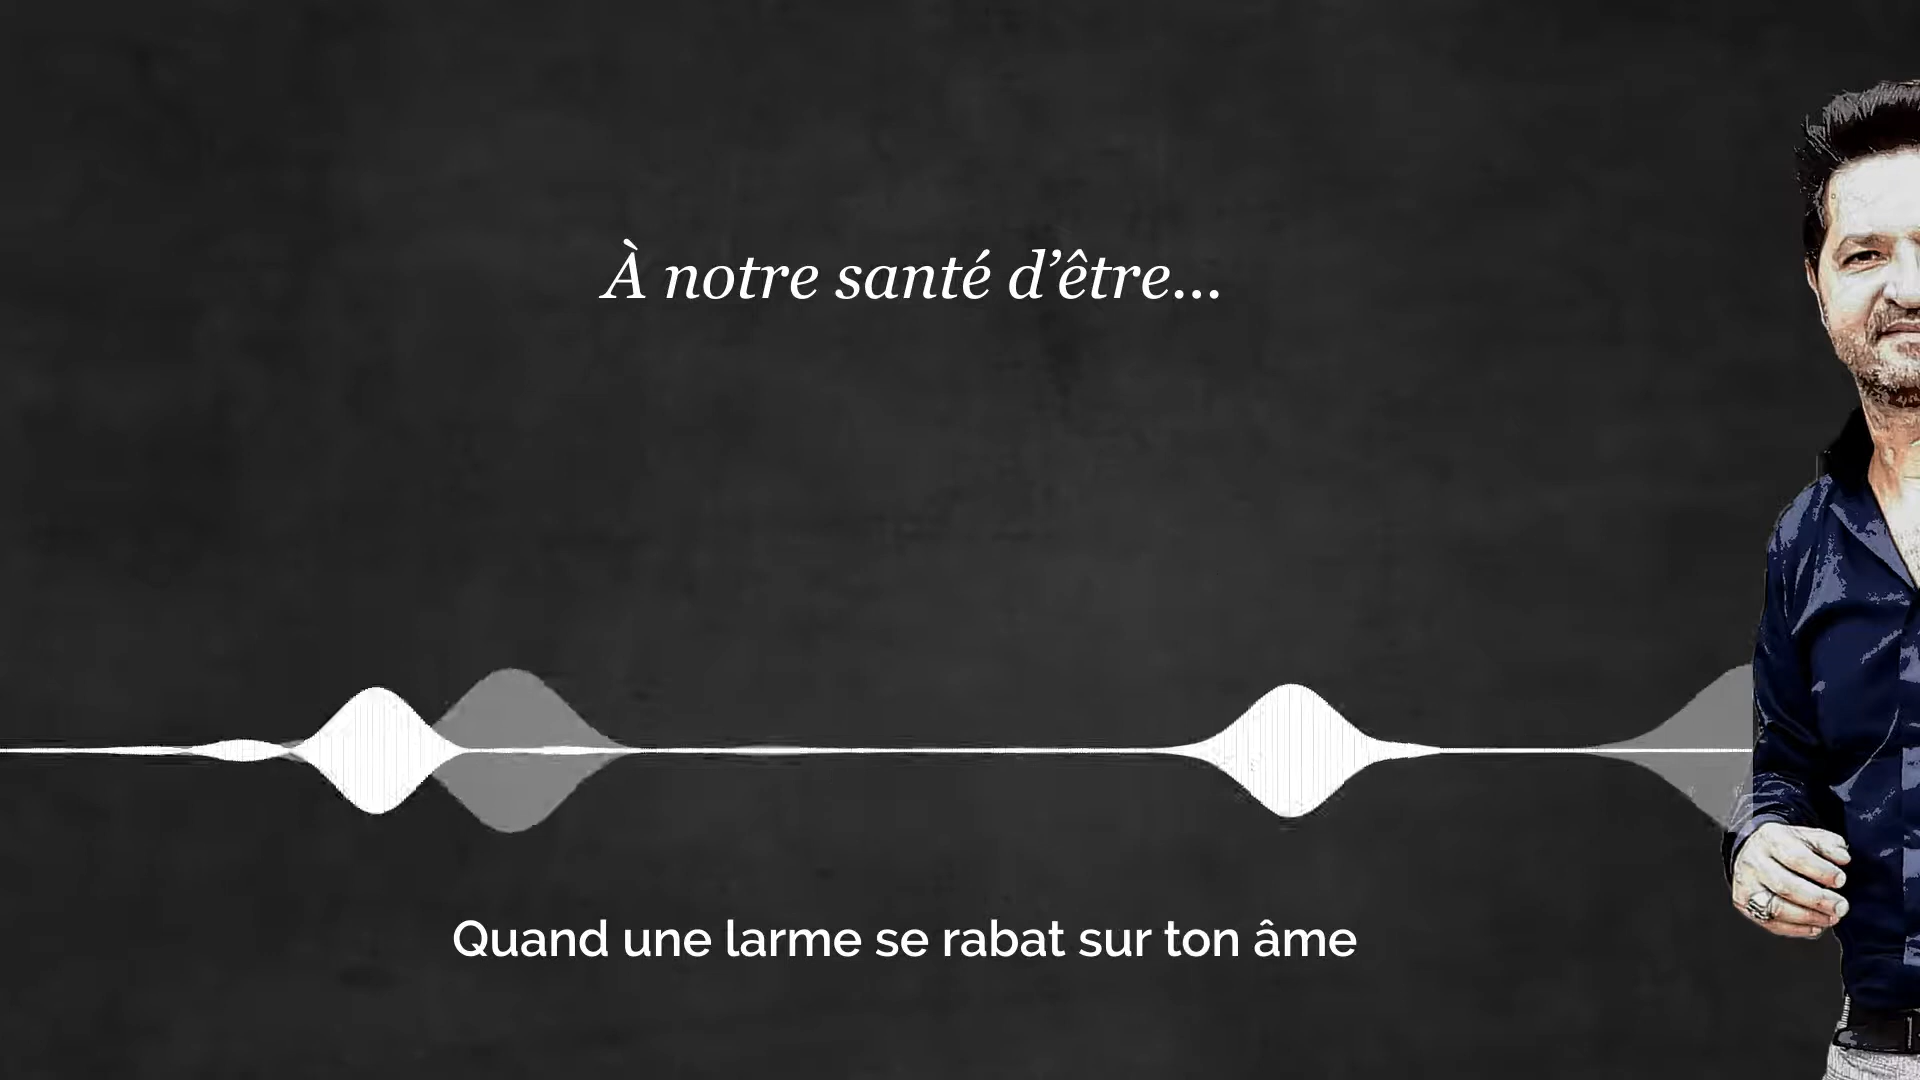 À notre santé d’être...
Quand une larme se rabat sur ton âme